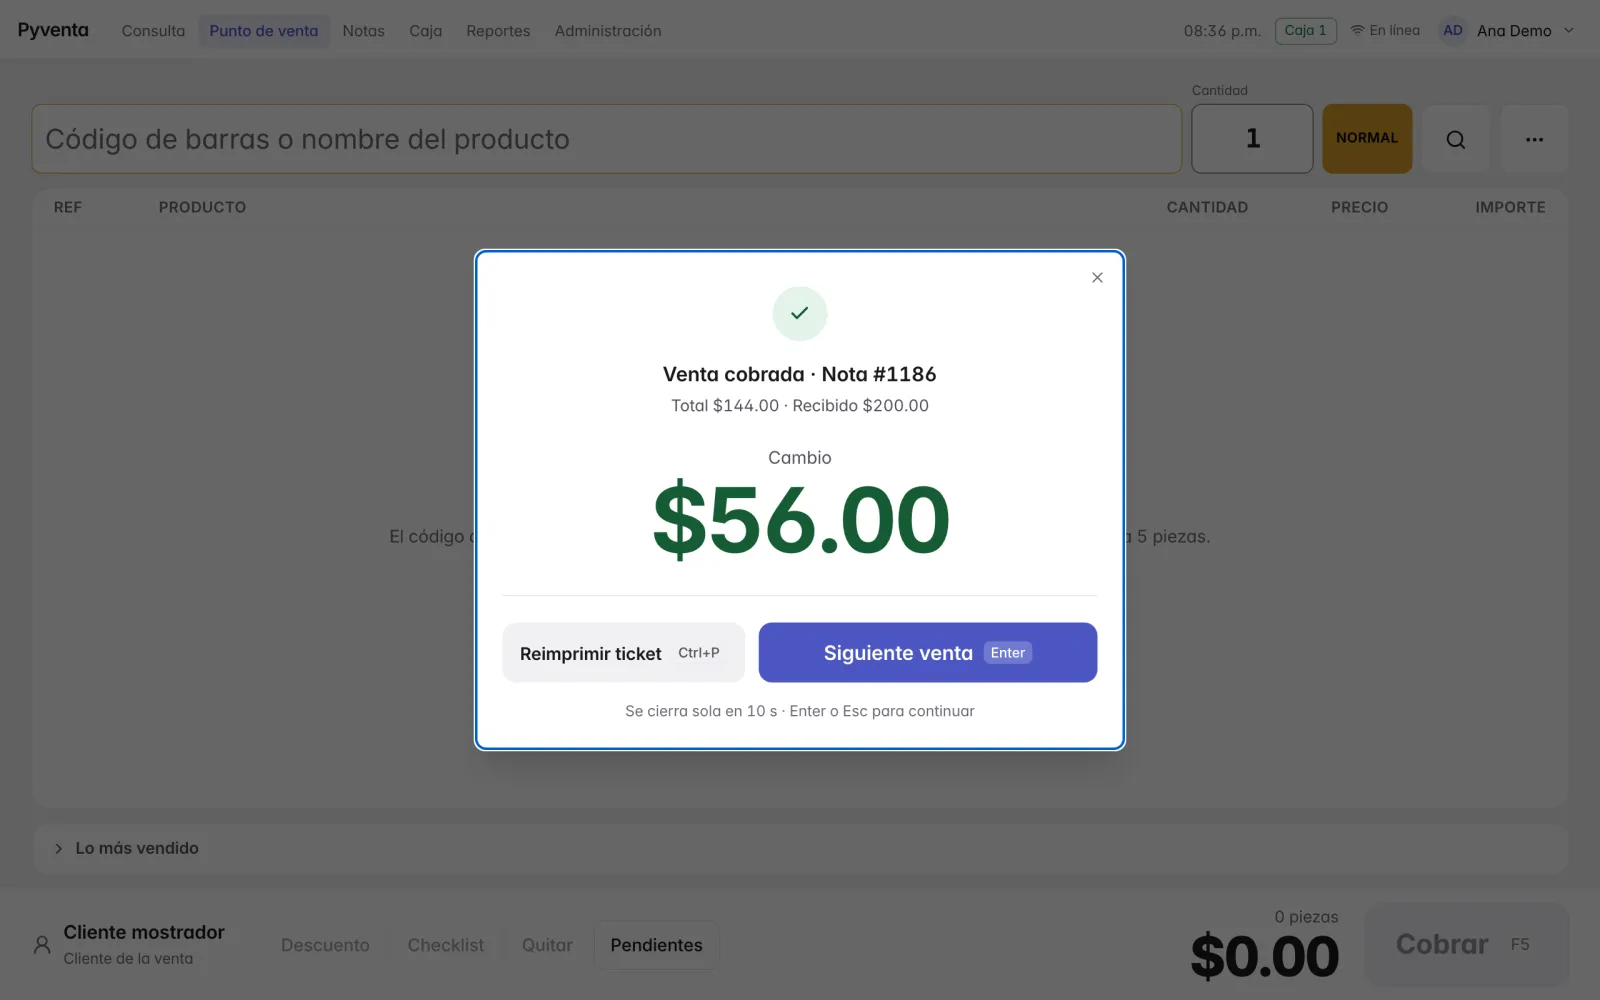 Pyventa Consulta Punto de venta Notas Caja Reportes Administración 08:36 p.m. Caja 1 En línea AD Ana Demo
Cantidad
Código de barras o nombre del producto 1 NORMAL
REF PRODUCTO CANTIDAD PRECIO IMPORTE
Venta cobrada · Nota #1186
Total $144.00 · Recibido $200.00
Cambio
$56.00
El código 5 piezas.
Reimprimir ticket Ctrl+P Siguiente venta Enter
Se cierra sola en 10 s · Enter o Esc para continuar
Lo más vendido
Cliente mostrador
Cliente de la venta
Descuento Checklist Quitar Pendientes
0 piezas
$0.00
Cobrar F5